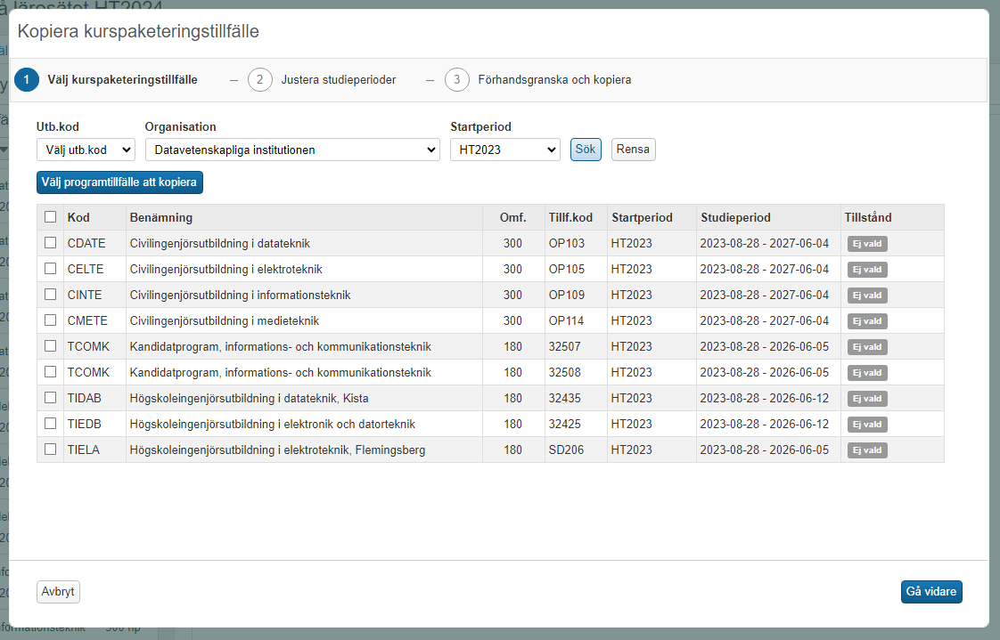 å lärosätet HT2024
Kopiera kurspaketeringstillfälle
1 Välj kurspaketeringstillfälle – 2 Justera studieperioder – 3 Förhandsgranska och kopiera
Utb.kod Organisation Startperiod
Välj utb.kod Datavetenskapliga institutionen HT2023 Sök Rensa
Välj programtillfälle att kopiera
Kod Benämning Omf. Tillf.kod Startperiod Studieperiod Tillstånd
CDATE Civilingenjörsutbildning i datateknik 300 OP103 HT2023 2023-08-28 - 2027-06-04 Ej vald
CELTE Civilingenjörsutbildning i elektroteknik 300 OP105 HT2023 2023-08-28 - 2027-06-04 Ej vald
CINTE Civilingenjörsutbildning i informationsteknik 300 OP109 HT2023 2023-08-28 - 2027-06-04 Ej vald
CMETE Civilingenjörsutbildning i medieteknik 300 OP114 HT2023 2023-08-28 - 2027-06-04 Ej vald
TCOMK Kandidatprogram, informations- och kommunikationsteknik 180 32507 HT2023 2023-08-28 - 2026-06-05 Ej vald
TCOMK Kandidatprogram, informations- och kommunikationsteknik 180 32508 HT2023 2023-08-28 - 2026-06-05 Ej vald
TIDAB Högskoleingenjörsutbildning i datateknik, Kista 180 32435 HT2023 2023-08-28 - 2026-06-12 Ej vald
TIEDB Högskoleingenjörsutbildning i elektronik och datorteknik 180 32425 HT2023 2023-08-28 - 2026-06-12 Ej vald
TIELA Högskoleingenjörsutbildning i elektroteknik, Flemingsberg 180 SD206 HT2023 2023-08-28 - 2026-06-05 Ej vald
Avbryt Gå vidare
nformationsteknik 300 hp